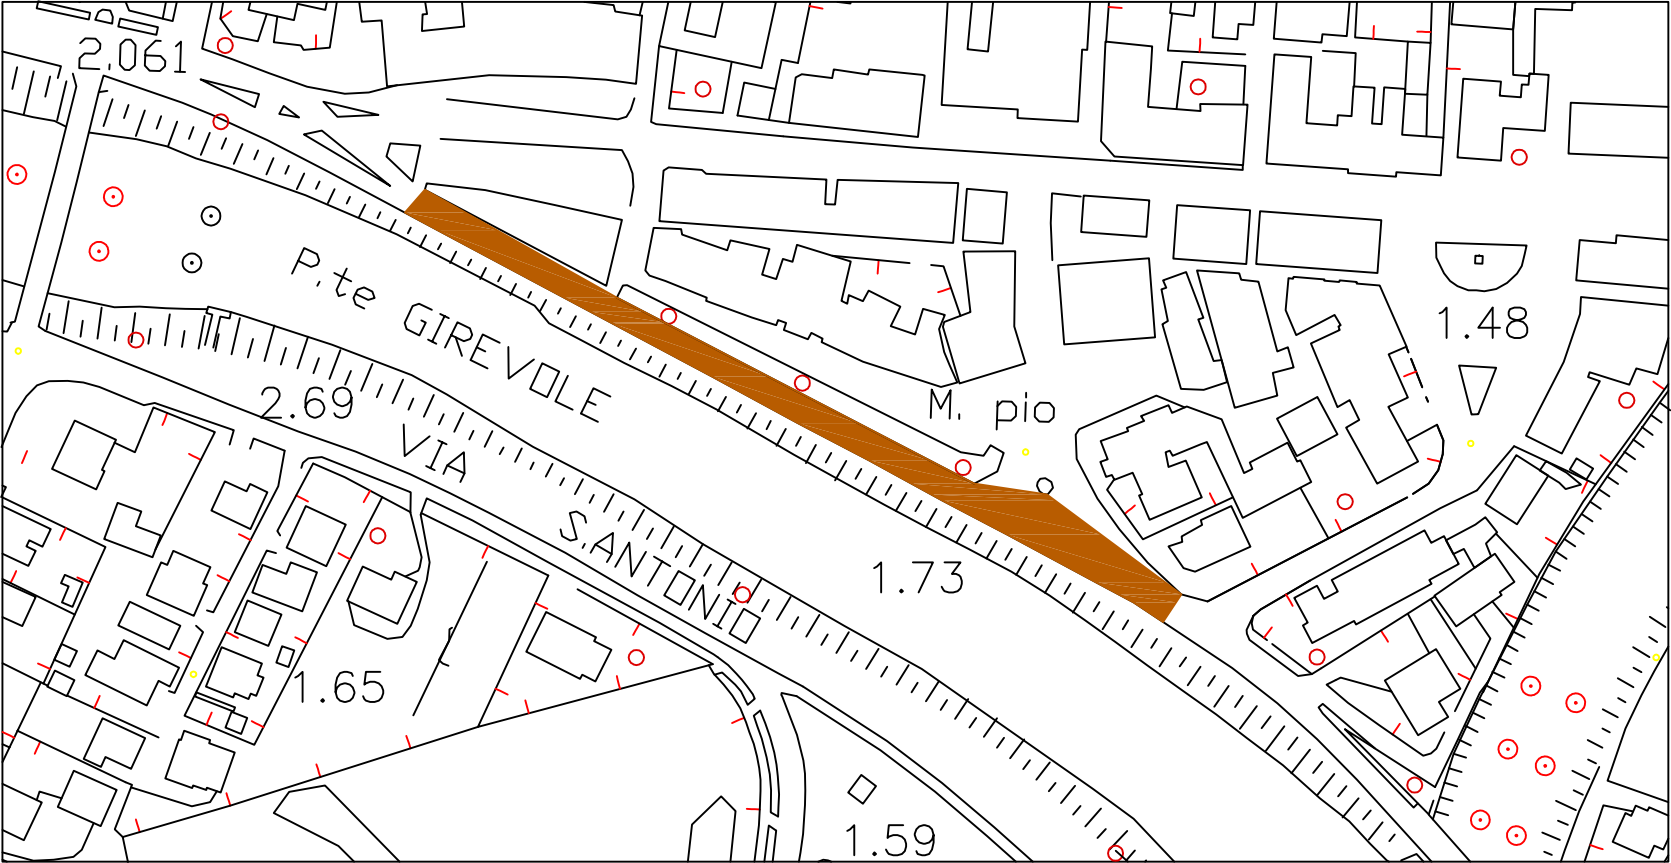 2.061
P.te GIREVOLE
1.48
2.69
M. pio
VIA S.ANTONIO
1.73
1.65
1.59